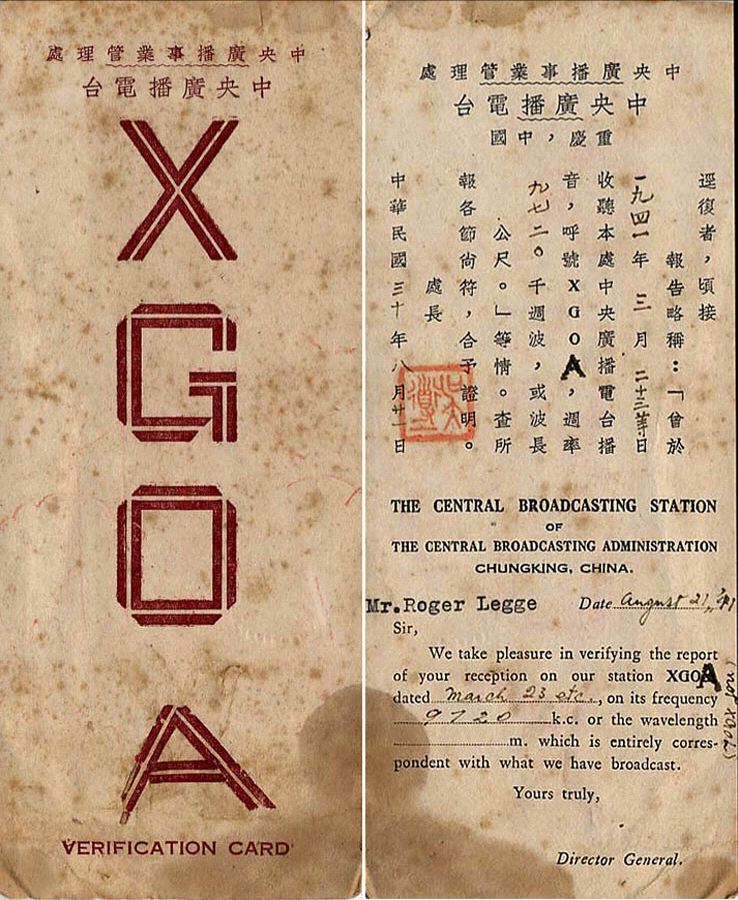 中央廣播事業管理處
中央廣播電台
X
G
O
A
VERIFICATION CARD
中央廣播事業管理處
中央廣播電台
重慶，中國
逕復者，頃接
報告略稱：「曾於
一九四一年三月二十三等日
收聽本處中央廣播電台播
音，呼號XGOA，週率
九七二〇千週波，或波長
公尺。」等情。查所
報各節尚符，合予證明。
處長
中華民國三十年八月廿一日
THE CENTRAL BROADCASTING STATION
OF
THE CENTRAL BROADCASTING ADMINISTRATION
CHUNGKING, CHINA.
Mr. Roger Legge Date August 21, '41
Sir,
We take pleasure in verifying the report
of your reception on our station XGOA
dated March 23 etc., on its frequency
9720 k.c. or the wavelength
m. which is entirely corres-
pondent with what we have broadcast.
Yours truly,
Director General.
(not XGOX)